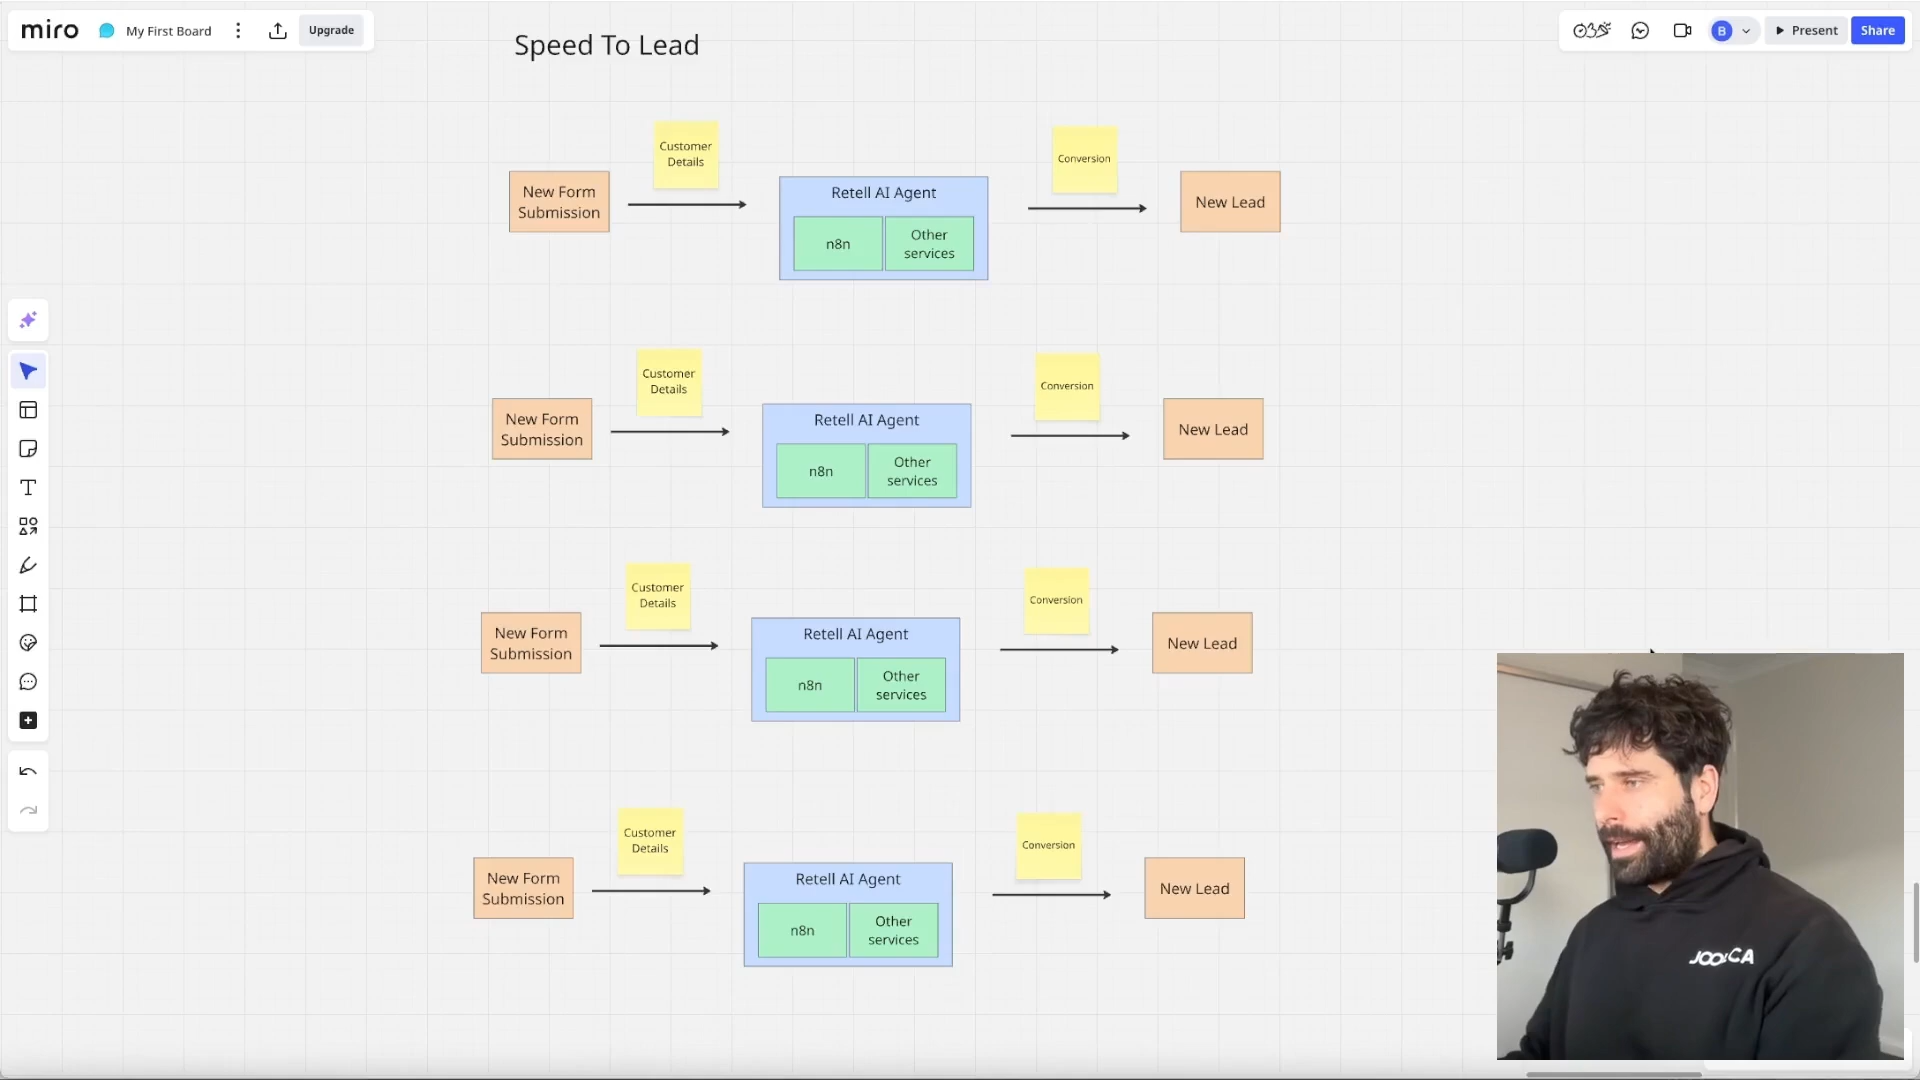 miro
My First Board
Upgrade
Speed To Lead
B
Present
Share
Customer
Details
Conversion
New Form
Submission
Retell AI Agent
n8n
Other
services
New Lead
Customer
Details
Conversion
New Form
Submission
Retell AI Agent
n8n
Other
services
New Lead
Customer
Details
Conversion
New Form
Submission
Retell AI Agent
n8n
Other
services
New Lead
Customer
Details
Conversion
New Form
Submission
Retell AI Agent
n8n
Other
services
New Lead